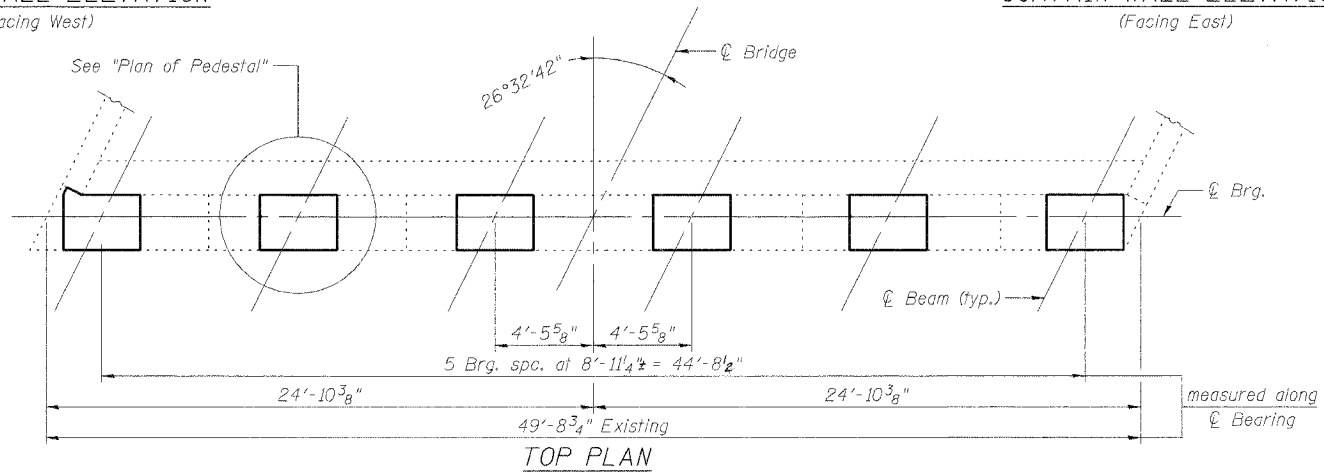 (Facing East)
See "Plan of Pedestal"
26°32'42"
℄ Bridge
℄ Brg.
℄ Beam (typ.)
4'-5⅝" 4'-5⅝"
5 Brg. spc. at 8'-11¼"± = 44'-8½"
24'-10⅜" 24'-10⅜"
measured along
℄ Bearing
49'-8¾" Existing
TOP PLAN